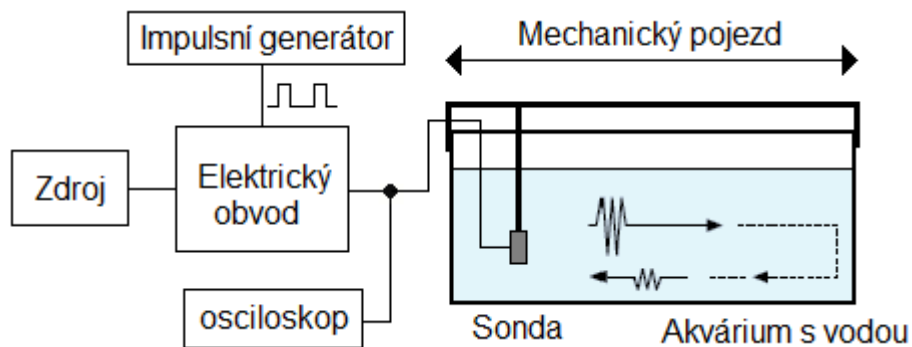 Impulsní generátor
Mechanický pojezd
Zdroj
Elektrický
obvod
osciloskop
Sonda
Akvárium s vodou